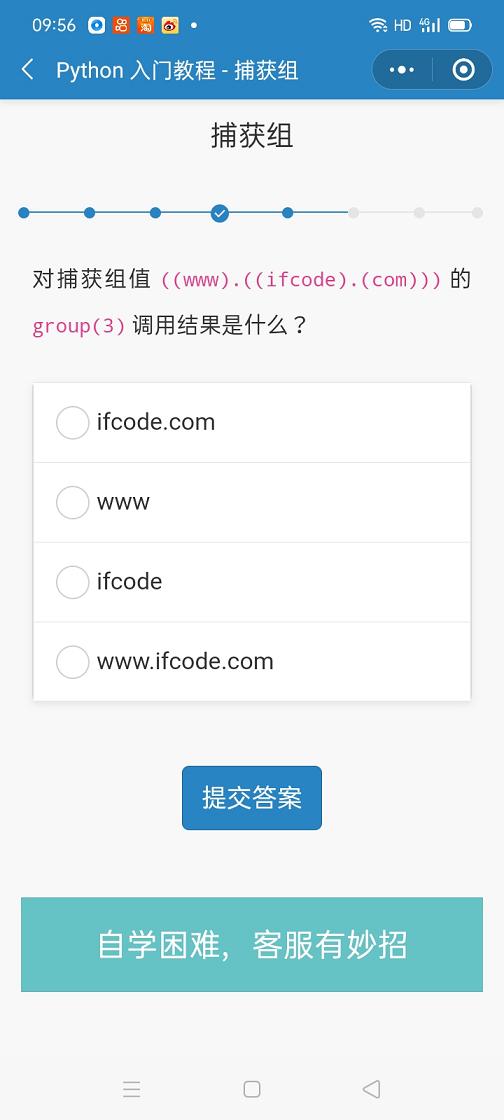 09:56 HD 4G
Python 入门教程 - 捕获组
捕获组
对捕获组值 ((www).((ifcode).(com))) 的
group(3) 调用结果是什么？
ifcode.com
www
ifcode
www.ifcode.com
提交答案
自学困难，客服有妙招